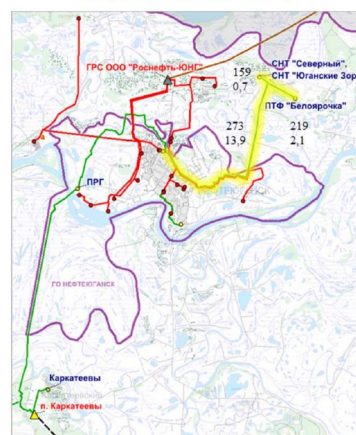 ГРС ООО "Роснефть-ЮНГ"
159
0,7
СНТ "Северный",
СНТ "Юганские Зор
ПТФ "Белоярочка"
273
13,9
219
2,1
ПРГ
ГО НЕФТЕЮГАНСК
Каркатеевы
п. Каркатеевы